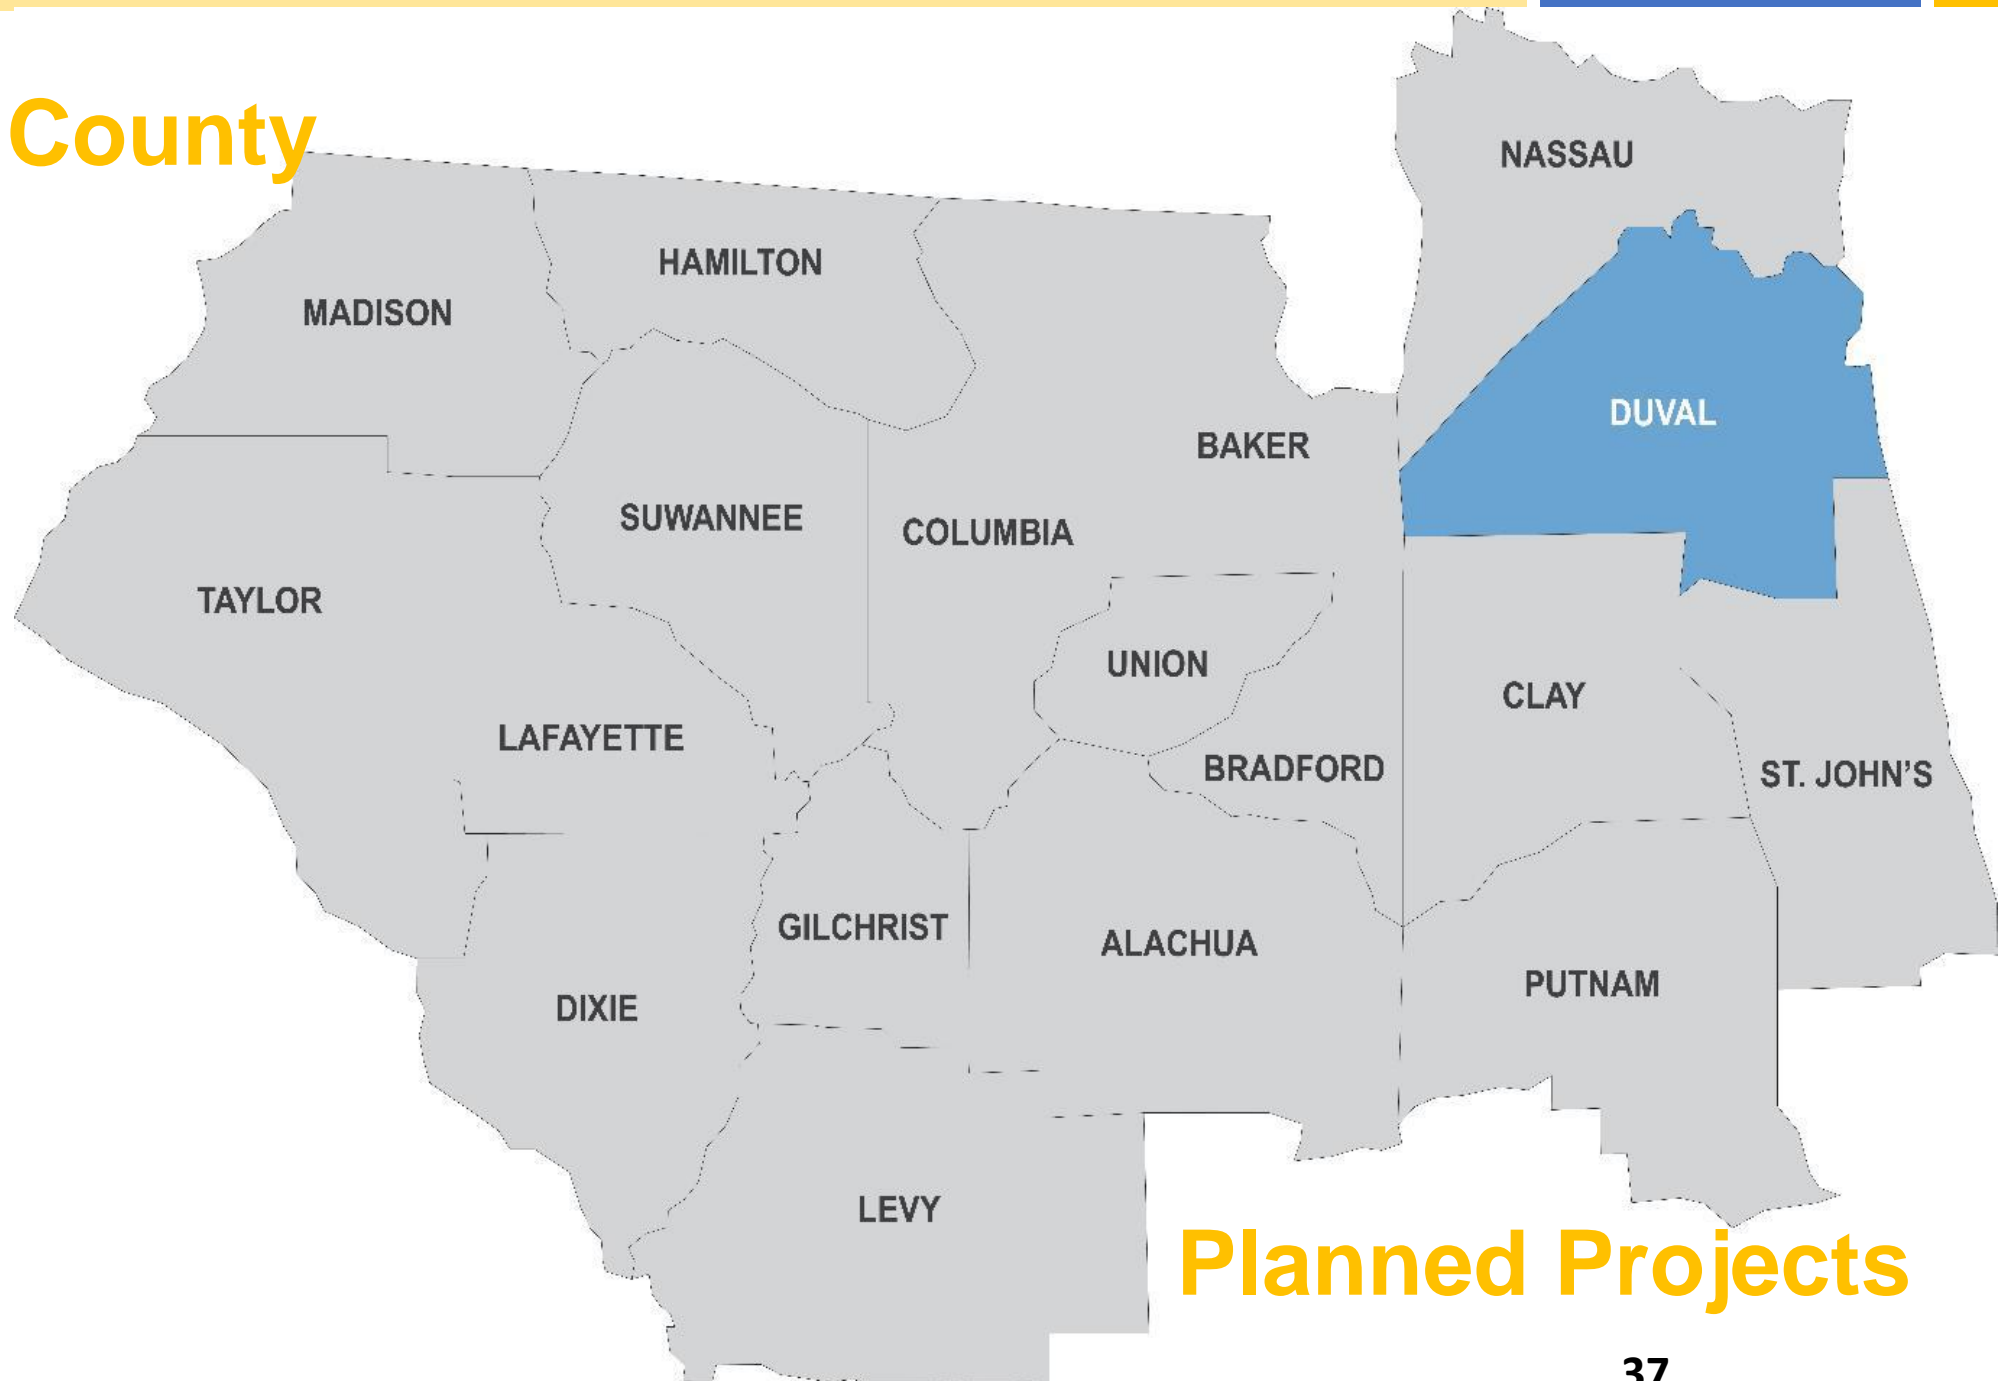 County
NASSAU
HAMILTON
MADISON
DUVAL
BAKER
SUWANNEE
COLUMBIA
TAYLOR
UNION
CLAY
LAFAYETTE
BRADFORD
ST. JOHN'S
GILCHRIST
ALACHUA
PUTNAM
DIXIE
LEVY
Planned Projects
37